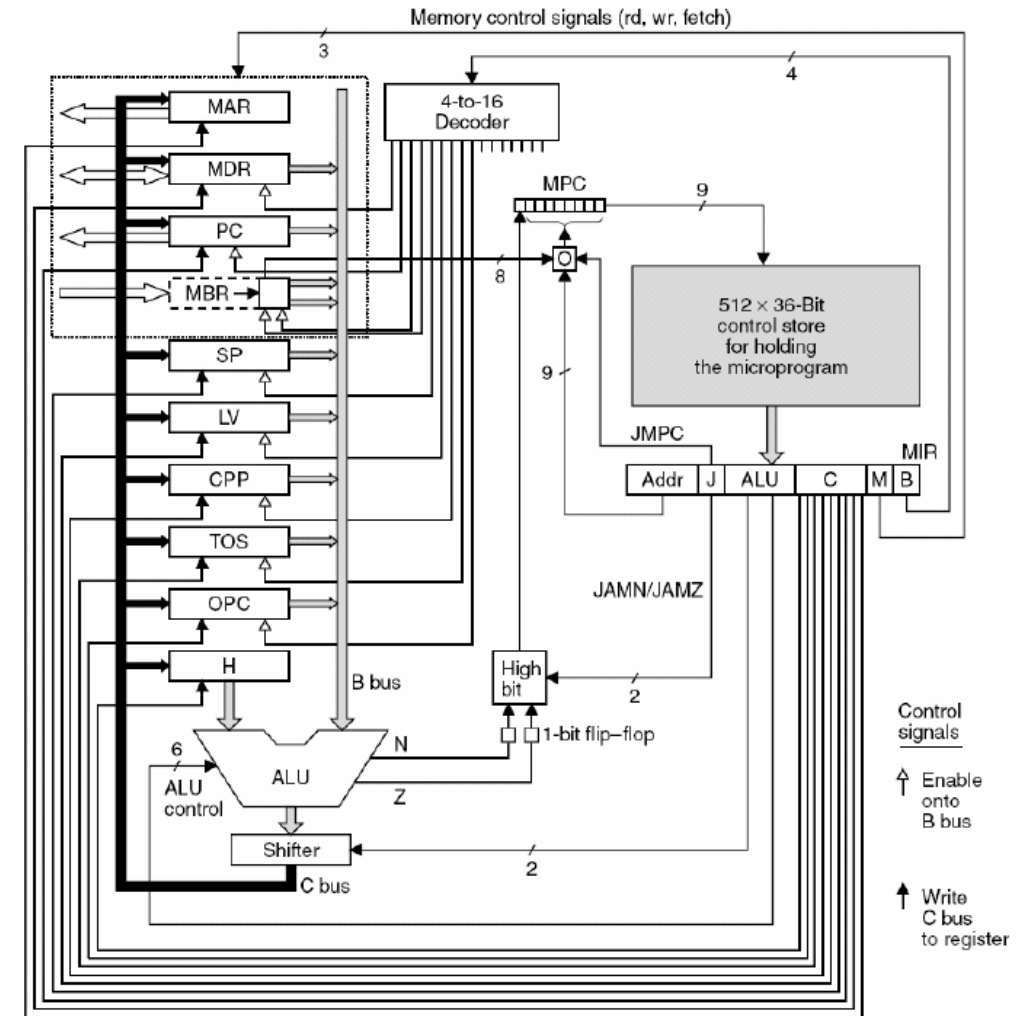 Memory control signals (rd, wr, fetch)
3
4
MAR
MDR
PC
MBR
SP
LV
CPP
TOS
OPC
H
4-to-16
Decoder
MPC
9
O
8
512 × 36-Bit
control store
for holding
the microprogram
9
JMPC
MIR
Addr
J
ALU
C
M
B
JAMN/JAMZ
B bus
High
bit
2
1-bit flip–flop
N
Z
6
ALU
control
ALU
Shifter
2
C bus
Control
signals
Enable
onto
B bus
Write
C bus
to register